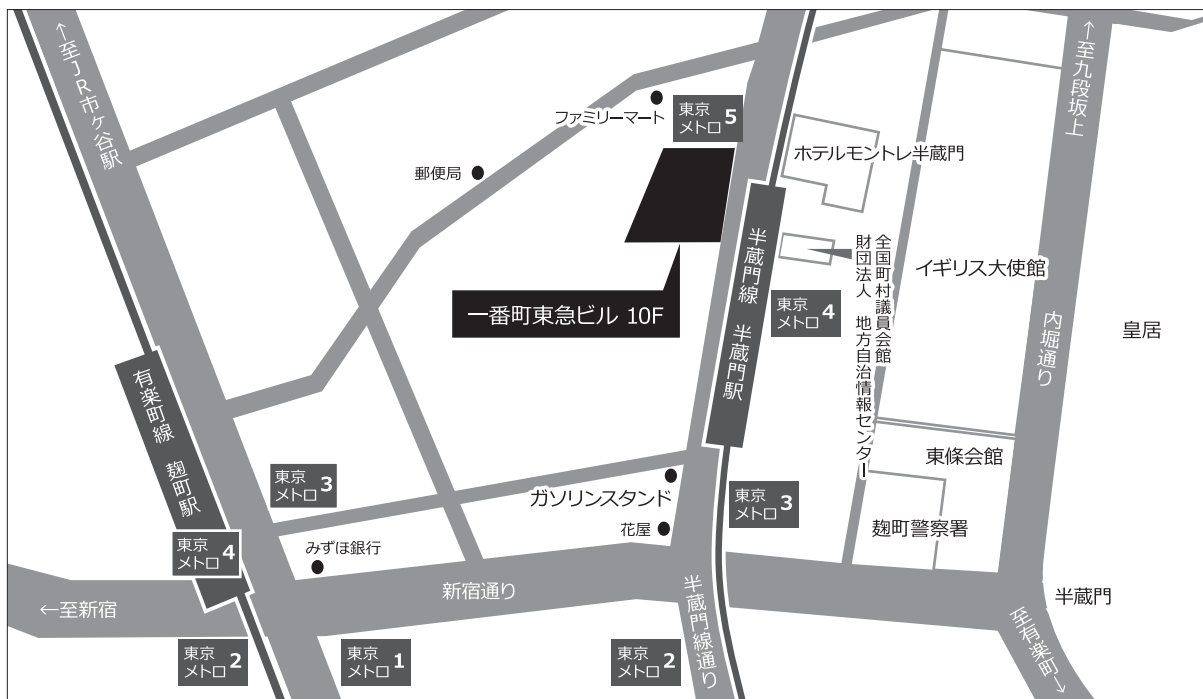 ←至JR市ヶ谷駅
←至九段坂上
ファミリーマート
東京
メトロ5
ホテルモントレ半蔵門
郵便局
半蔵門線 半蔵門駅
全国町村議員会館
財団法人 地方自治情報センター
イギリス大使館
一番町東急ビル 10F
東京
メトロ4
内堀通り
皇居
有楽町線 麹町駅
東京
メトロ3
東條会館
ガソリンスタンド
東京
メトロ3
花屋
麹町警察署
東京
メトロ4
みずほ銀行
新宿通り
半蔵門
←至新宿
半蔵門線通り
至有楽町→
東京
メトロ2
東京
メトロ1
東京
メトロ2